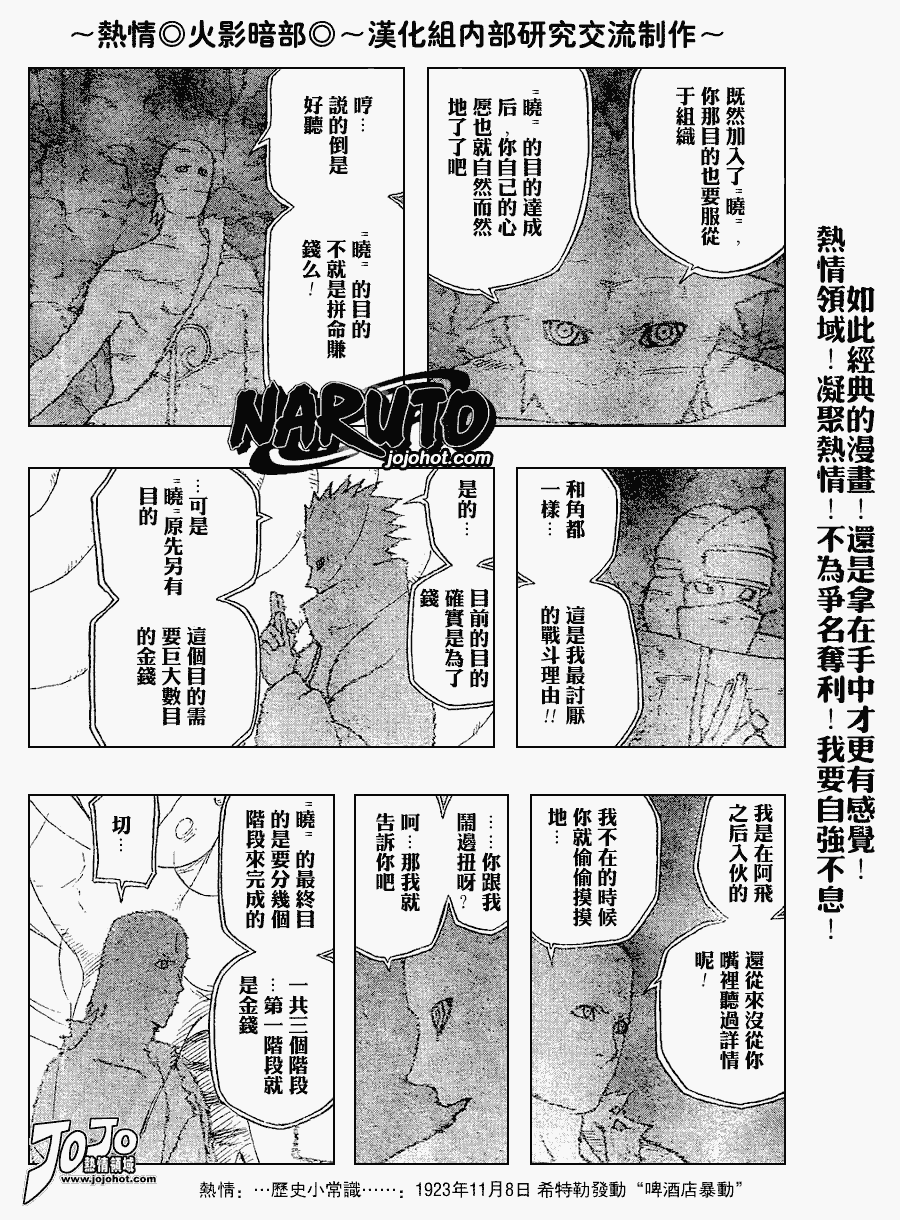 ～熱情◎火影暗部◎～漢化組内部研究交流制作～
既然加入了"曉"，
你那目的也要服從
于組織
"曉"的目的達成
后，你自己的心
愿也就自然而然
地了了吧
哼…
説的倒是
好聽
"曉"的目的
不就是拼命賺
錢么！
NARUTO
jojohot.com
和角都
一樣…
這是我最討厭
的戰斗理由!!
是的…
目前的目的
確實是為了
錢
…可是
"曉"原先另有
目的
這個目的需
要巨大數目
的金錢
我是在阿飛
之后入伙的
還從來沒從你
嘴裡聽過詳情
呢！
我不在的時候
你就偷偷摸摸
地…
……你跟我
鬧邊扭呀？
呵…那我就
告訴你吧
"曉"的最終目
的是要分幾個
階段來完成的
一共三個階段
…第一階段就
是金錢
切…
如此經典的漫畫！還是拿在手中才更有感覺！
熱情領域！凝聚熱情！不為爭名奪利！我要自強不息！
JOJO
熱情領域
www.jojohot.com
熱情：…歷史小常識……：1923年11月8日 希特勒發動“啤酒店暴動”